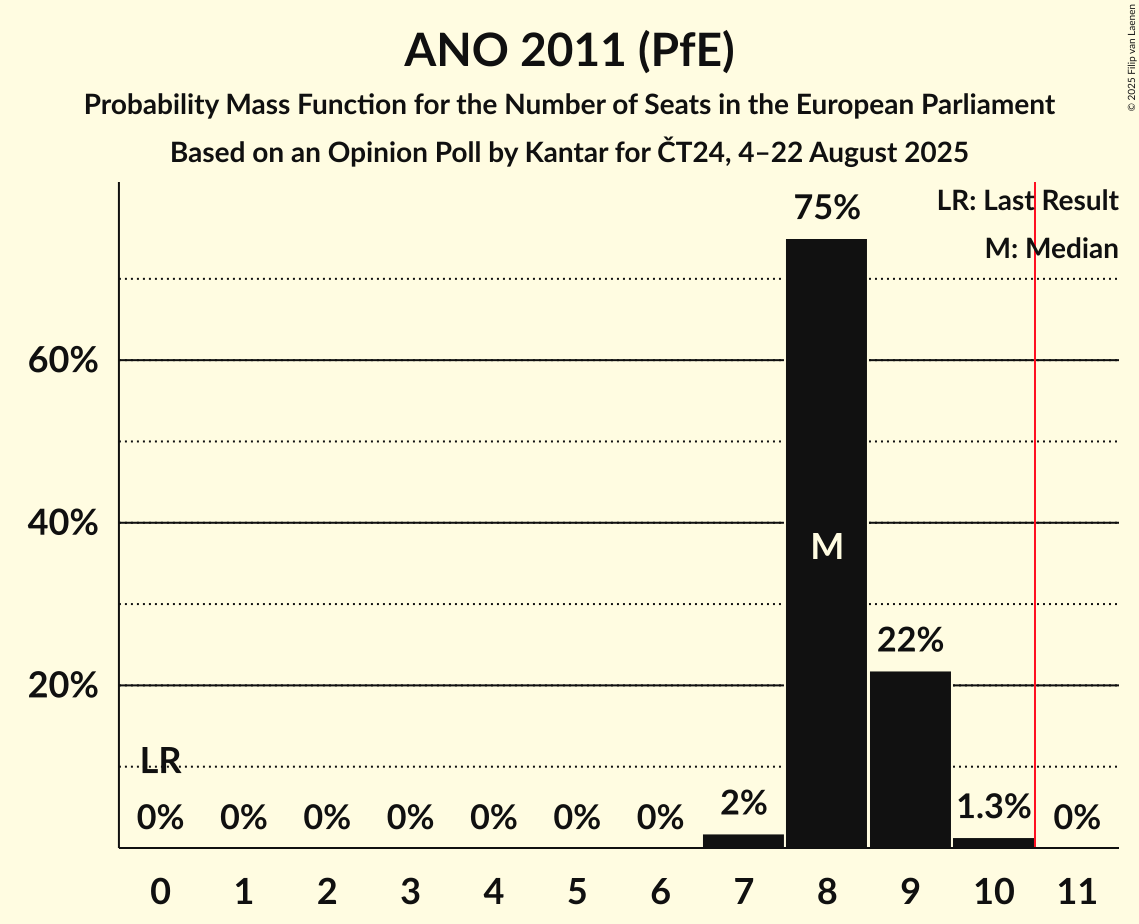 ANO 2011 (PfE)
Probability Mass Function for the Number of Seats in the European Parliament
Based on an Opinion Poll by Kantar for ČT24, 4–22 August 2025
© 2025 Filip van Laenen
LR: Last Result
M: Median
75%
60%
40%
M
22%
20%
LR
0% 0% 0% 0% 0% 0% 0% 2% 1.3% 0%
0 1 2 3 4 5 6 7 8 9 10 11